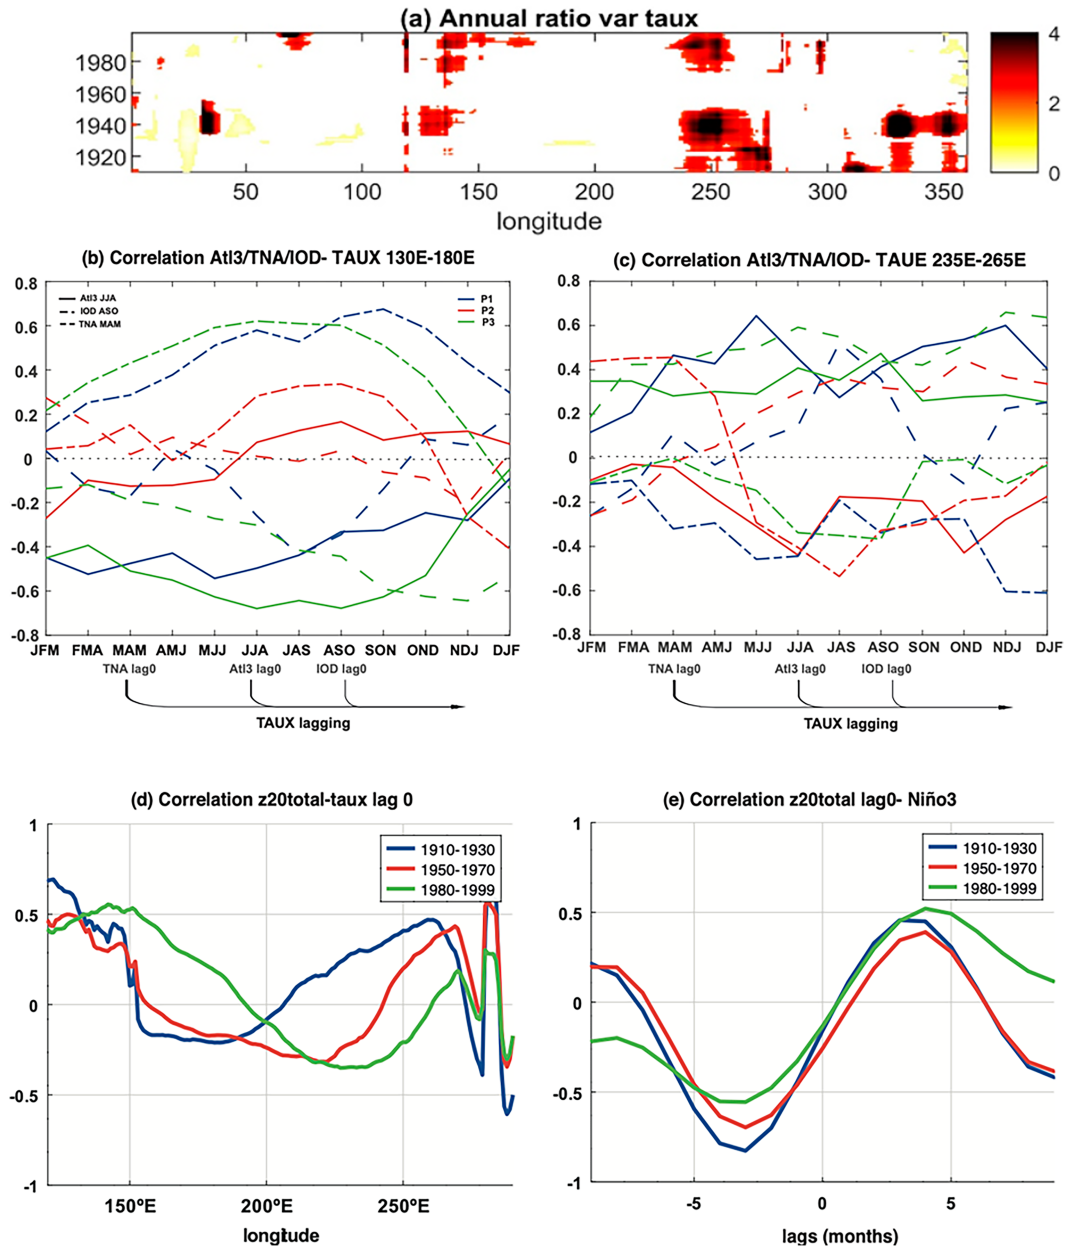 (a) Annual ratio var taux
1980
1960
1940
1920
50 100 150 200 250 300 350
longitude
4
2
0
(b) Correlation Atl3/TNA/IOD- TAUX 130E-180E
0.8
0.6
0.4
0.2
0
-0.2
-0.4
-0.6
-0.8
Atl3 JJA
IOD ASO
TNA MAM
P1
P2
P3
JFM FMA MAM AMJ MJJ JJA JAS ASO SON OND NDJ DJF
TNA lag0 Atl3 lag0 IOD lag0
TAUX lagging
(c) Correlation Atl3/TNA/IOD- TAUE 235E-265E
0.8
0.6
0.4
0.2
0
-0.2
-0.4
-0.6
-0.8
JFM FMA MAM AMJ MJJ JJA JAS ASO SON OND NDJ DJF
TNA lag0 Atl3 lag0 IOD lag0
TAUX lagging
(d) Correlation z20total-taux lag 0
1
0.5
0
-0.5
-1
1910-1930
1950-1970
1980-1999
150ºE 200ºE 250ºE
longitude
(e) Correlation z20total lag0- Niño3
1
0.5
0
-0.5
-1
1910-1930
1950-1970
1980-1999
-5 0 5
lags (months)